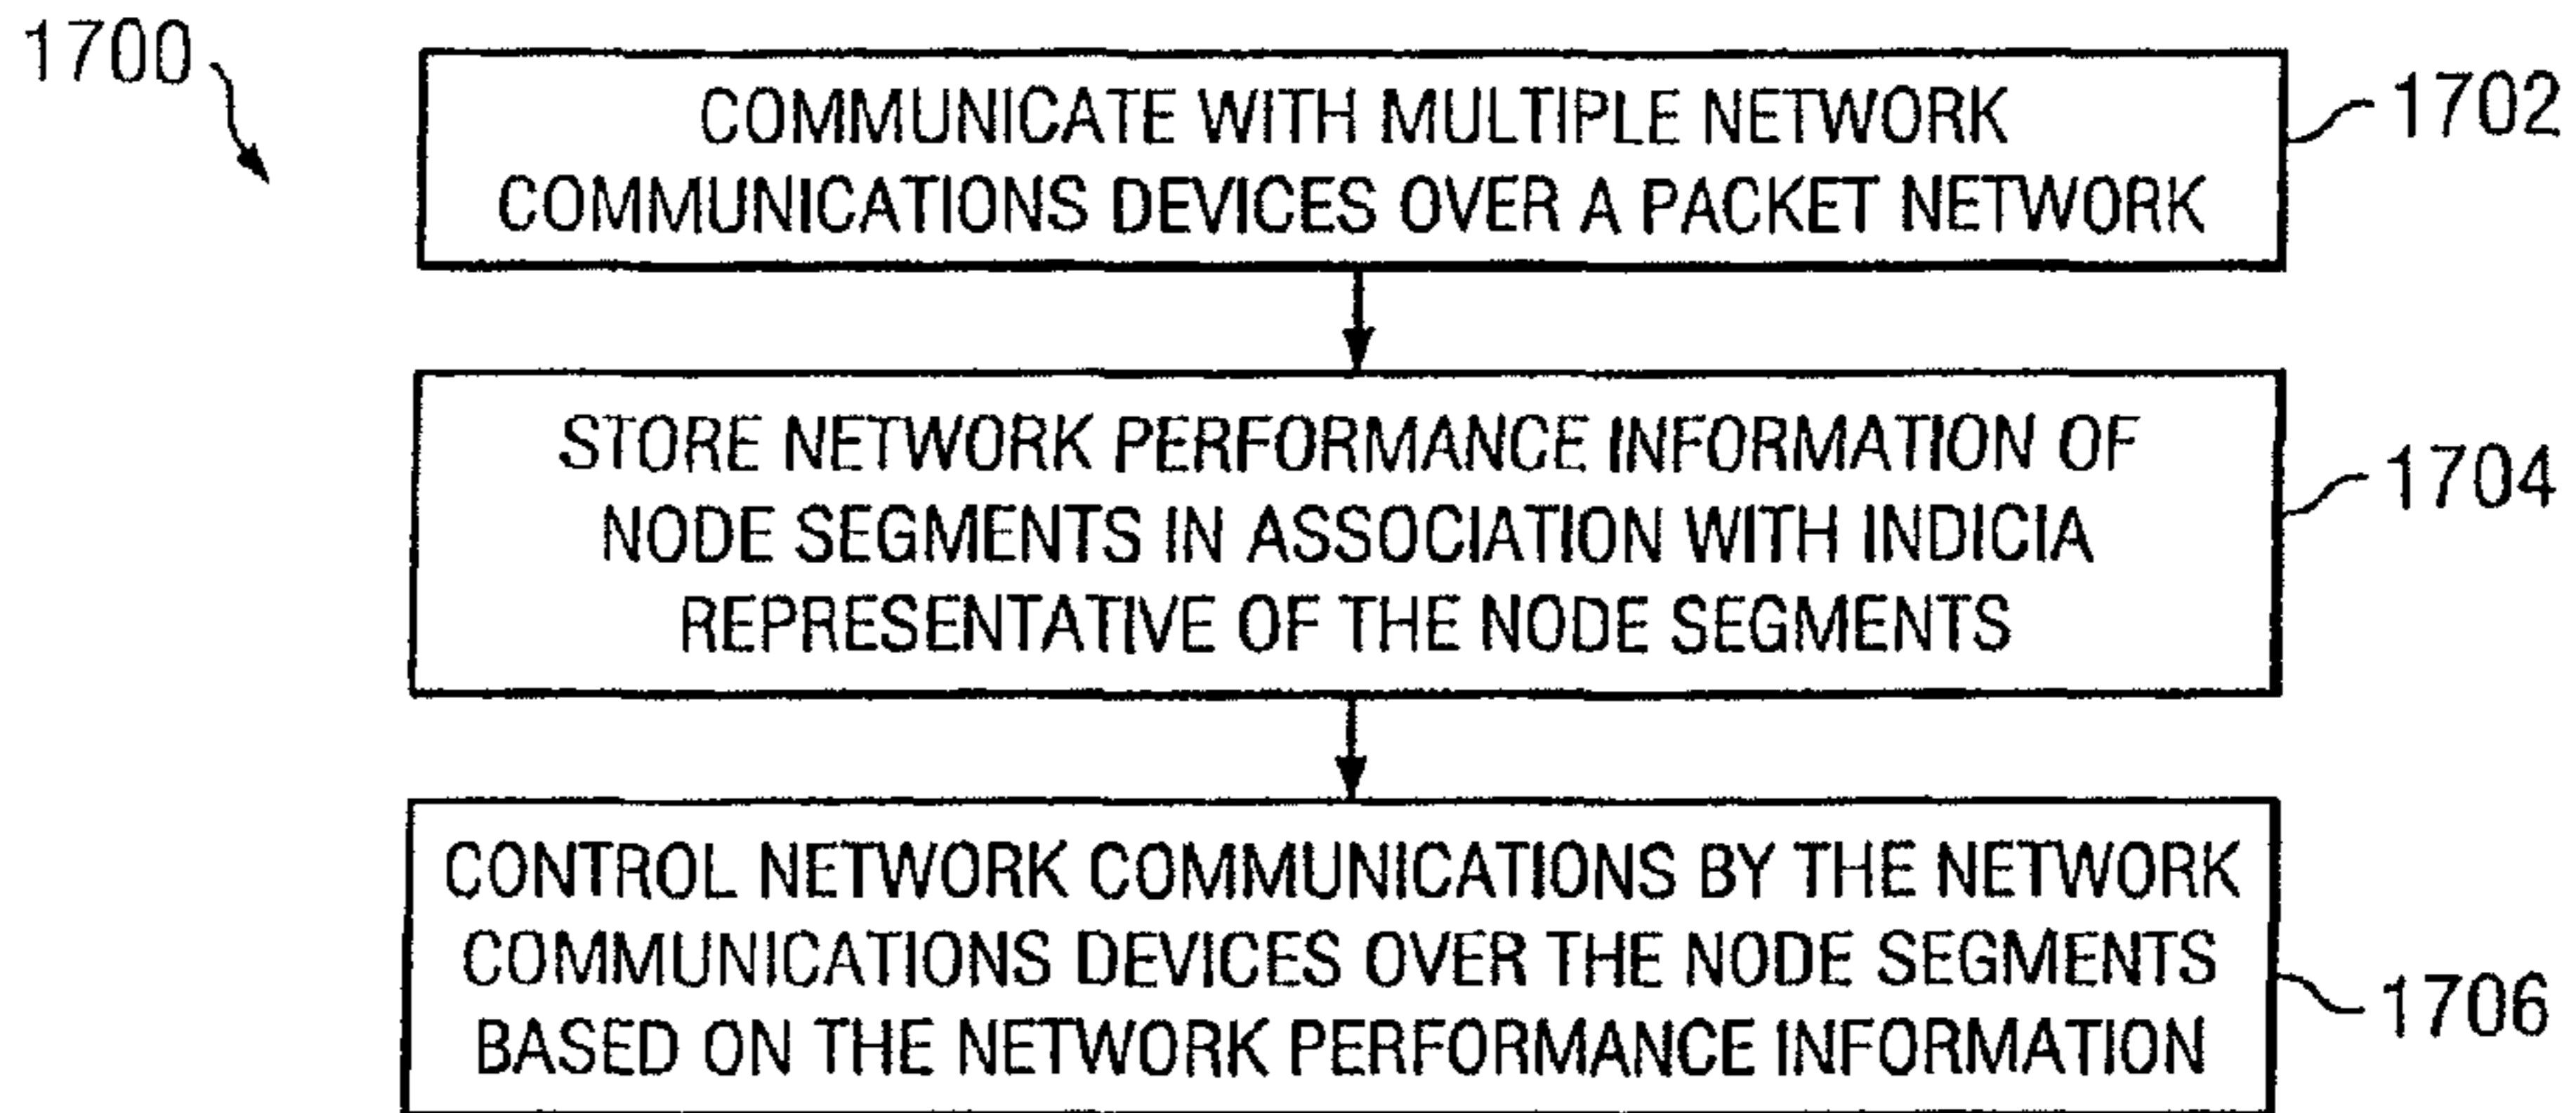 1700
COMMUNICATE WITH MULTIPLE NETWORK
COMMUNICATIONS DEVICES OVER A PACKET NETWORK
1702
STORE NETWORK PERFORMANCE INFORMATION OF
NODE SEGMENTS IN ASSOCIATION WITH INDICIA
REPRESENTATIVE OF THE NODE SEGMENTS
1704
CONTROL NETWORK COMMUNICATIONS BY THE NETWORK
COMMUNICATIONS DEVICES OVER THE NODE SEGMENTS
BASED ON THE NETWORK PERFORMANCE INFORMATION
1706